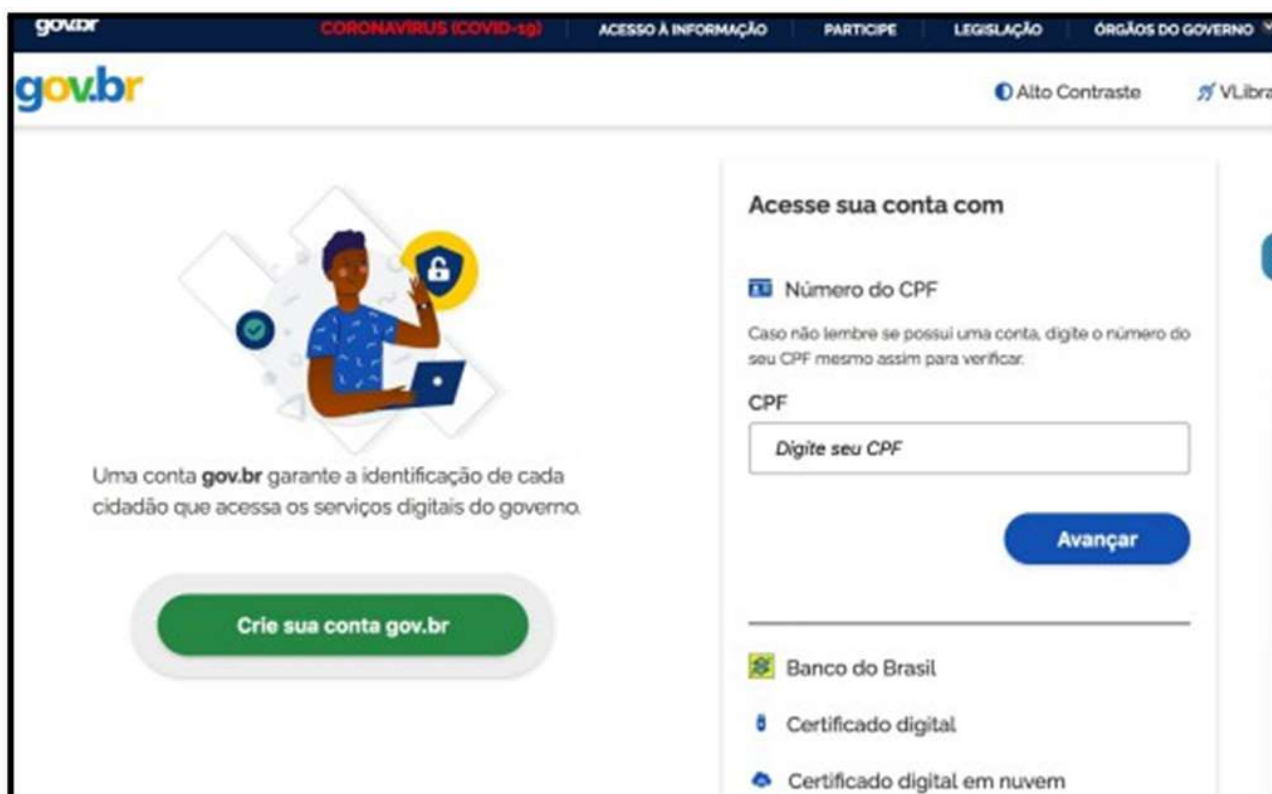 gov.br
CORONAVÍRUS (COVID-19)
ACESSO À INFORMAÇÃO
PARTICIPE
LEGISLAÇÃO
ÓRGÃOS DO GOVERNO
gov.br
Alto Contraste
VLibra
Acesse sua conta com
Número do CPF
Caso não lembre se possui uma conta, digite o número do
seu CPF mesmo assim para verificar.
CPF
Digite seu CPF
Avançar
Uma conta gov.br garante a identificação de cada
cidadão que acessa os serviços digitais do governo.
Crie sua conta gov.br
Banco do Brasil
Certificado digital
Certificado digital em nuvem